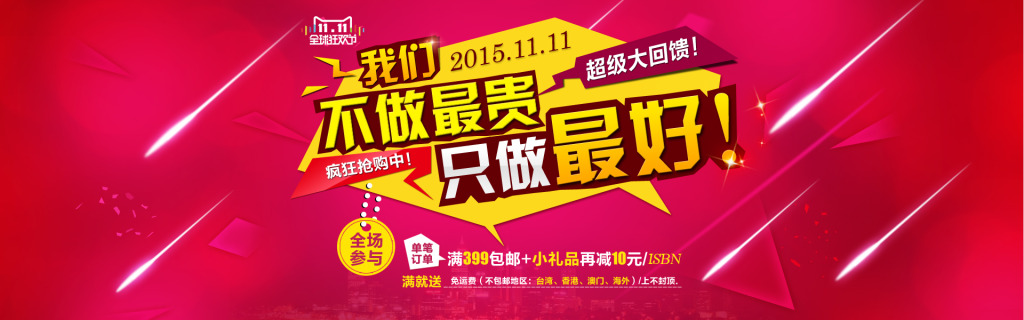 11.11
全球狂欢节
我们
2015.11.11
超级大回馈！
不做最贵
疯狂抢购中！
只做最好！
全场
参与
单笔
订单
满399包邮+小礼品再减10元/ISBN
满就送
免运费（不包邮地区：台湾、香港、澳门、海外）/上不封顶.